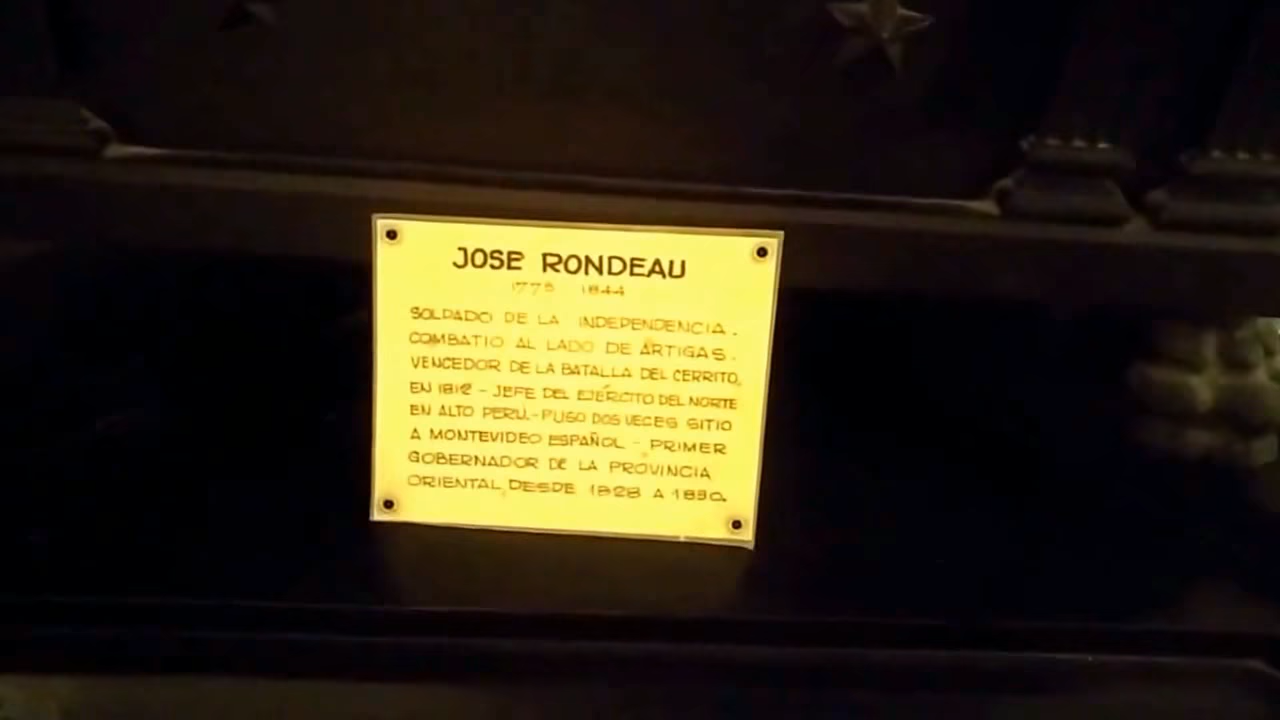 JOSE RONDEAU
1775 1844
SOLDADO DE LA INDEPENDENCIA.
COMBATIO AL LADO DE ARTIGAS.
VENCEDOR DE LA BATALLA DEL CERRITO,
EN 1812 - JEFE DEL EJÉRCITO DEL NORTE
EN ALTO PERÚ.- PUSO DOS VECES SITIO
A MONTEVIDEO ESPAÑOL - PRIMER
GOBERNADOR DE LA PROVINCIA
ORIENTAL DESDE 1828 A 1830.